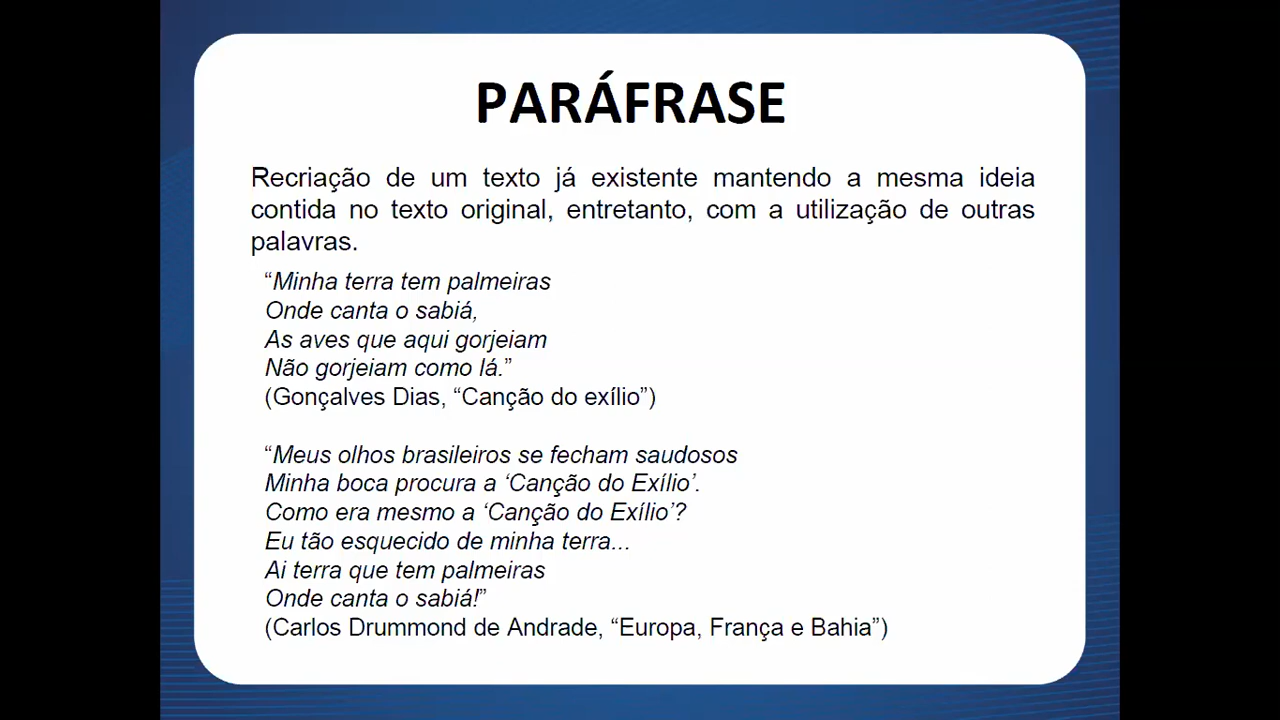 PARÁFRASE
Recriação de um texto já existente mantendo a mesma ideia
contida no texto original, entretanto, com a utilização de outras
palavras.
“Minha terra tem palmeiras
Onde canta o sabiá,
As aves que aqui gorjeiam
Não gorjeiam como lá.”
(Gonçalves Dias, “Canção do exílio”)
“Meus olhos brasileiros se fecham saudosos
Minha boca procura a ‘Canção do Exílio’.
Como era mesmo a ‘Canção do Exílio’?
Eu tão esquecido de minha terra...
Ai terra que tem palmeiras
Onde canta o sabiá!”
(Carlos Drummond de Andrade, “Europa, França e Bahia”)